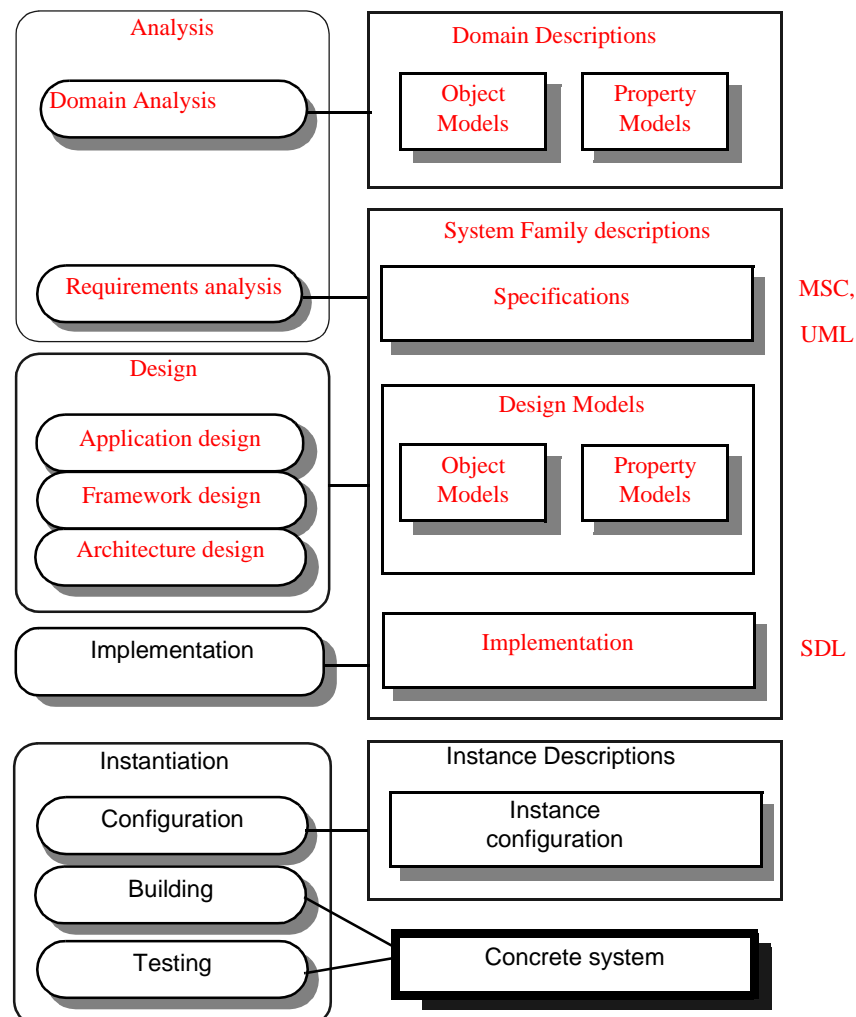 Analysis
Domain Analysis
Requirements analysis
Domain Descriptions
Object
Models
Property
Models
System Family descriptions
Specifications
MSC,
UML
Design
Application design
Framework design
Architecture design
Design Models
Object
Models
Property
Models
Implementation
Implementation
SDL
Instantiation
Configuration
Building
Testing
Instance Descriptions
Instance
configuration
Concrete system